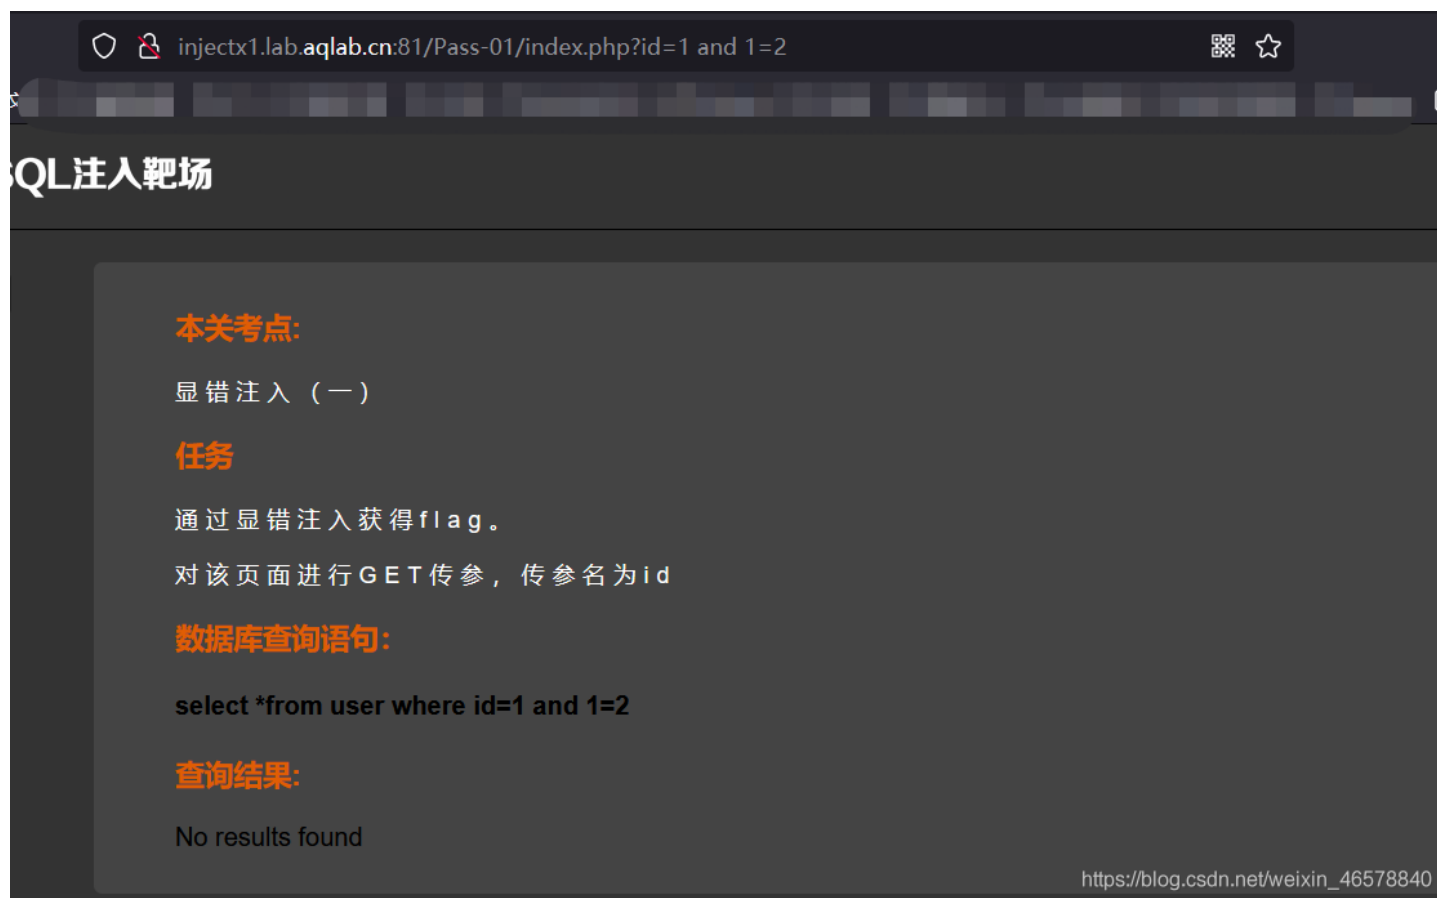 injectx1.lab.aqlab.cn:81/Pass-01/index.php?id=1 and 1=2
SQL注入靶场
本关考点:
显错注入（一）
任务
通过显错注入获得flag。
对该页面进行GET传参，传参名为id
数据库查询语句：
select *from user where id=1 and 1=2
查询结果:
No results found
https://blog.csdn.net/weixin_46578840